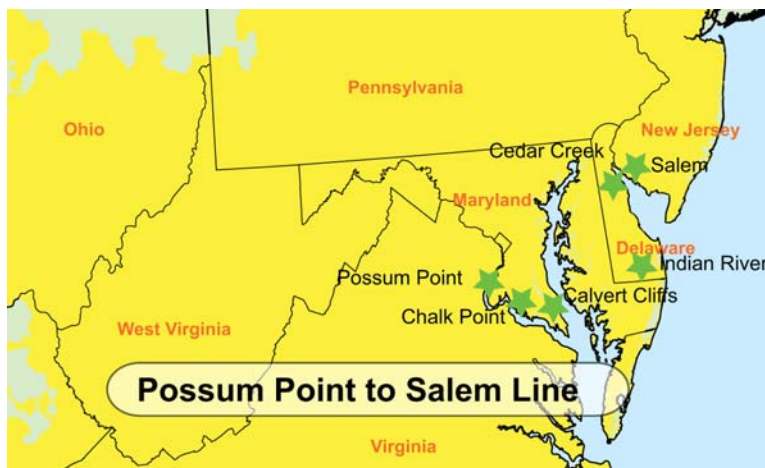 Pennsylvania
Ohio
New Jersey
Cedar Creek
Salem
Maryland
Delaware
Indian River
Possum Point
Calvert Cliffs
Chalk Point
West Virginia
Possum Point to Salem Line
Virginia